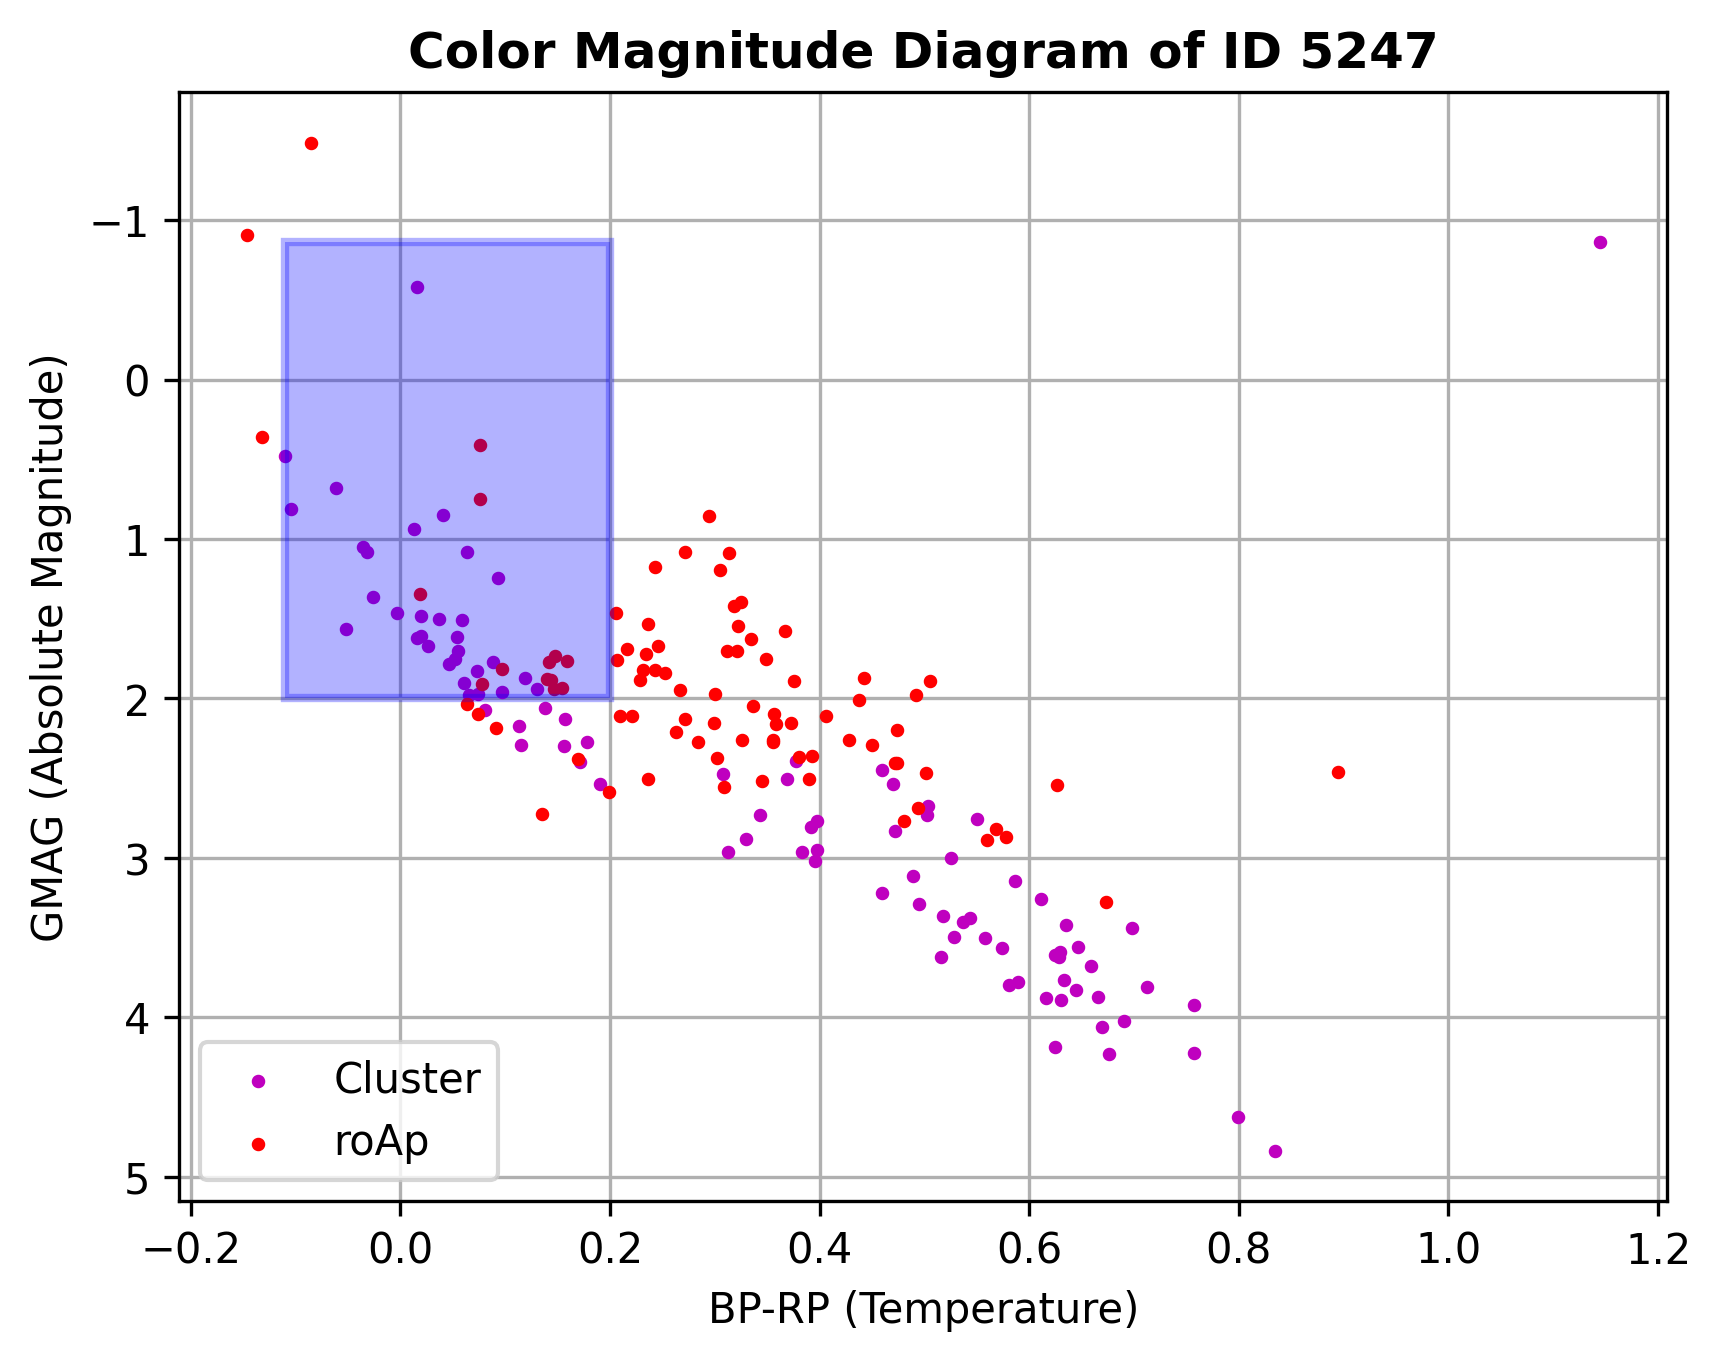 Color Magnitude Diagram of ID 5247
GMAG (Absolute Magnitude)
−1
0
1
2
3
4
5
Cluster
roAp
−0.2 0.0 0.2 0.4 0.6 0.8 1.0 1.2
BP-RP (Temperature)